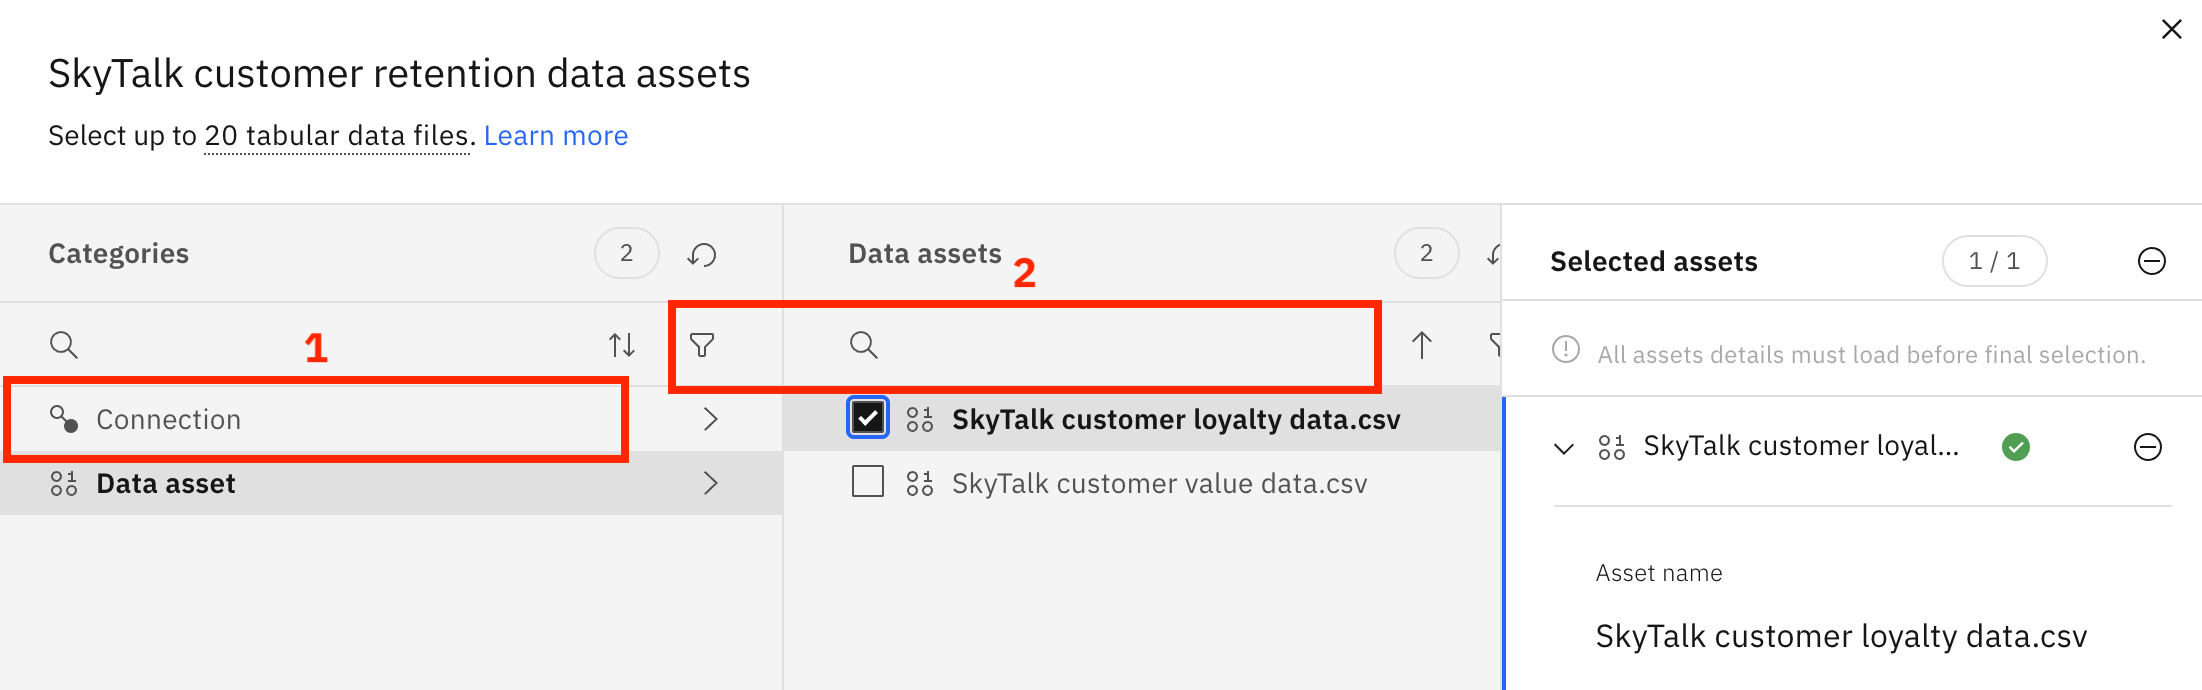 SkyTalk customer retention data assets
Select up to 20 tabular data files. Learn more
Categories 2
1
Connection
Data asset
Data assets 2
2
SkyTalk customer loyalty data.csv
SkyTalk customer value data.csv
Selected assets 1 / 1
All assets details must load before final selection.
SkyTalk customer loyal...
Asset name
SkyTalk customer loyalty data.csv